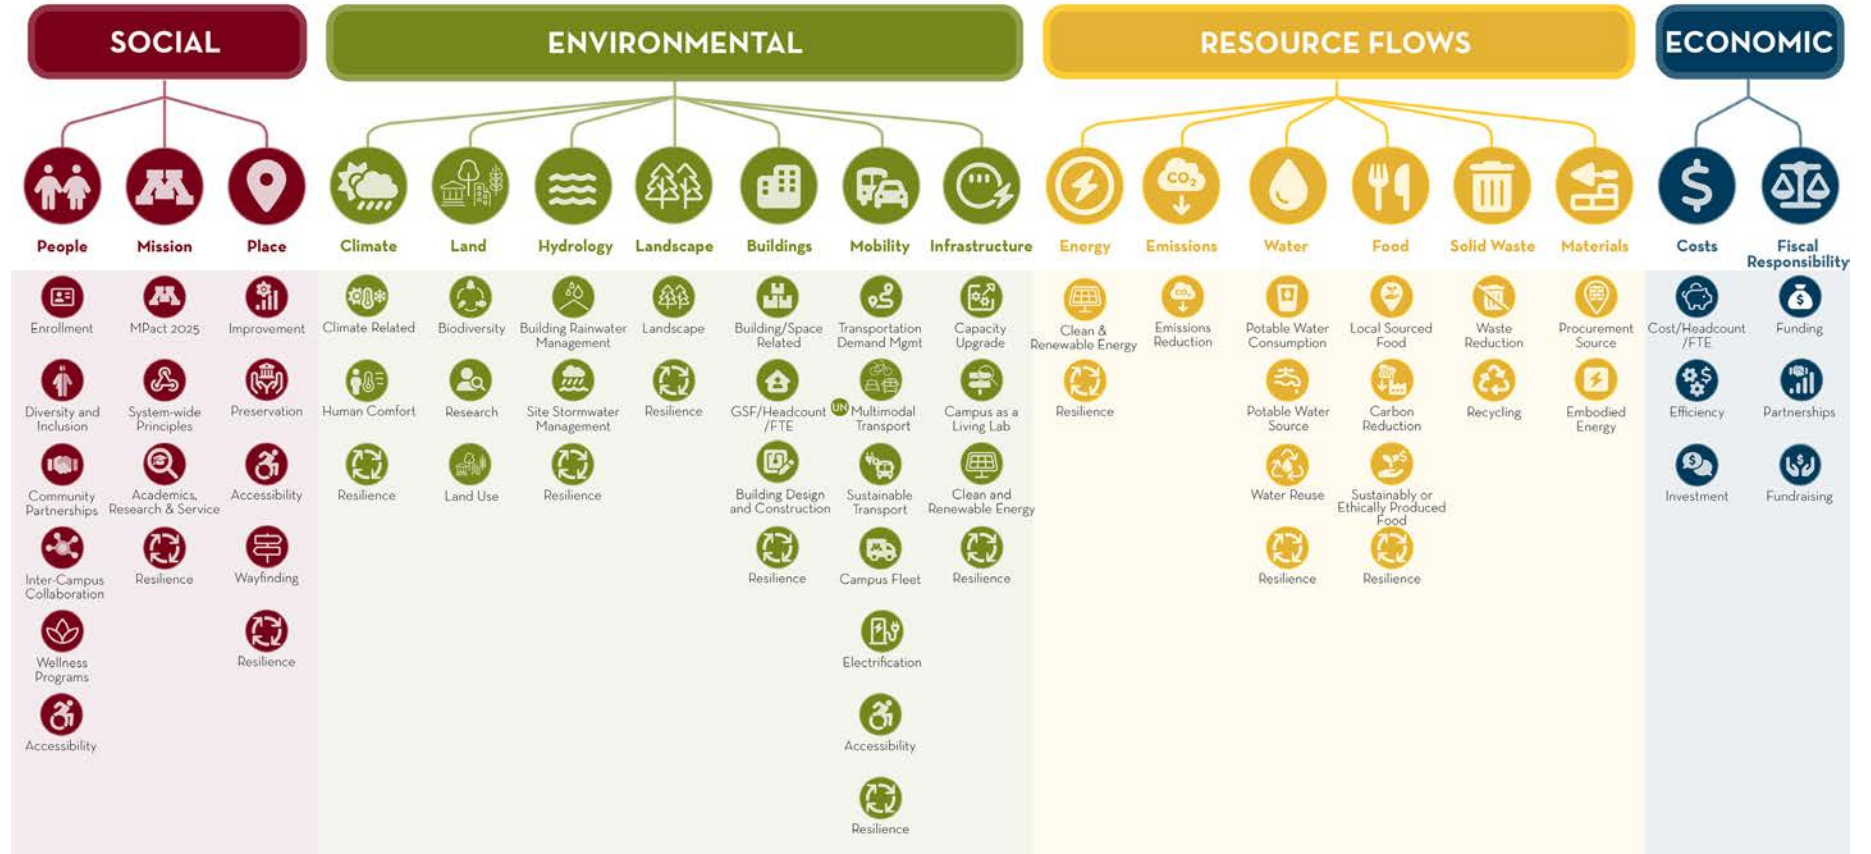 SOCIAL
ENVIRONMENTAL
RESOURCE FLOWS
ECONOMIC
CO₂
$
People
Mission
Place
Climate
Land
Hydrology
Landscape
Buildings
Mobility
Infrastructure
Energy
Emissions
Water
Food
Solid Waste
Materials
Costs
Fiscal
Responsibility
Enrollment
Diversity and
Inclusion
Community
Partnerships
Inter-Campus
Collaboration
Wellness
Programs
Accessibility
MPact 2025
System-wide
Principles
Academics,
Research & Service
Resilience
Improvement
Preservation
Accessibility
Wayfinding
Resilience
Climate Related
Human Comfort
Resilience
Biodiversity
Research
Land Use
Building Rainwater
Management
Site Stormwater
Management
Resilience
Landscape
Resilience
Building/Space
Related
GSF/Headcount
/FTE
Building Design
and Construction
Resilience
Transportation
Demand Mgmt
UN
Multimodal
Transport
Sustainable
Transport
Campus Fleet
Electrification
Accessibility
Resilience
Capacity
Upgrade
Campus as a
Living Lab
Clean and
Renewable Energy
Resilience
Clean &
Renewable Energy
Resilience
CO₂
Emissions
Reduction
Potable Water
Consumption
Potable Water
Source
Water Reuse
Resilience
Local Sourced
Food
Carbon
Reduction
Sustainably or
Ethically Produced
Food
Resilience
Waste
Reduction
Recycling
Procurement
Source
Embodied
Energy
Cost/Headcount
/FTE
Efficiency
Investment
Funding
Partnerships
Fundraising